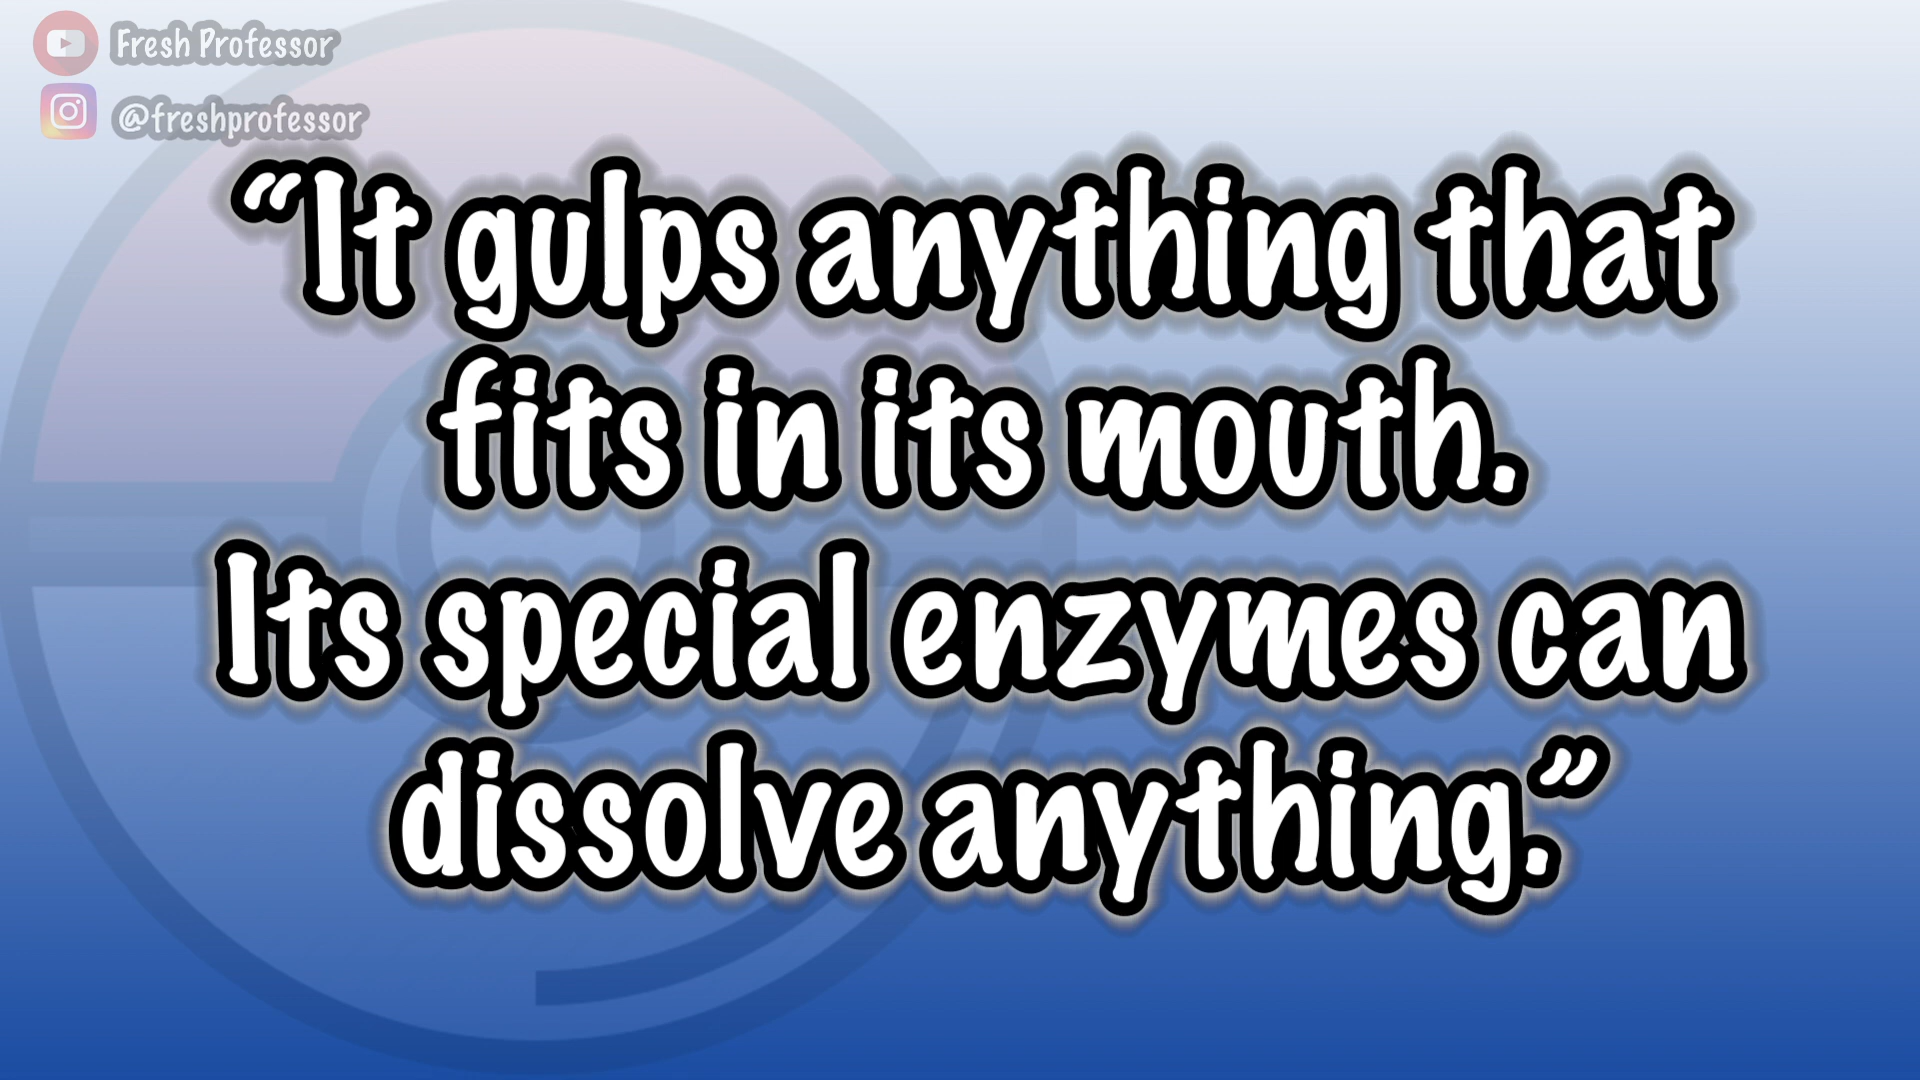 Fresh Professor
@freshprofessor
“It gulps anything that
fits in its mouth.
Its special enzymes can
dissolve anything.”